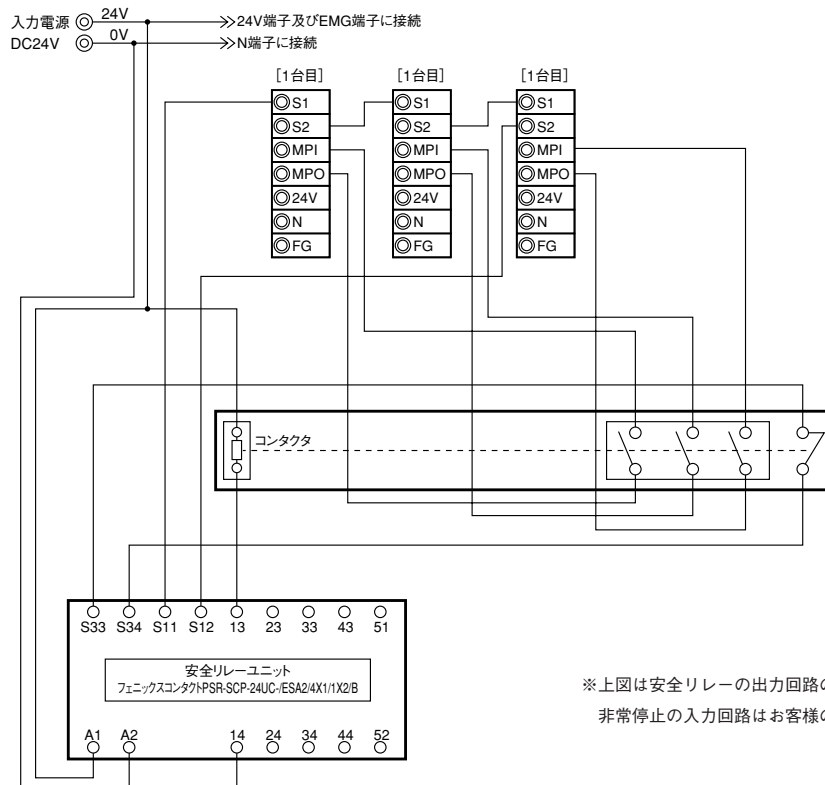 入力電源 24V
24V端子及びEMG端子に接続
DC24V 0V
N端子に接続
[1台目] [1台目] [1台目]
S1 S1 S1
S2 S2 S2
MPI MPI MPI
MPO MPO MPO
24V 24V 24V
N N N
FG FG FG
コンタクタ
S33 S34 S11 S12 13 23 33 43 51
安全リレーユニット
フェニックスコンタクトPSR-SCP-24UC-/ESA2/4X1/1X2/B
A1 A2 14 24 34 44 52
※上図は安全リレーの出力回路の
非常停止の入力回路はお客様の